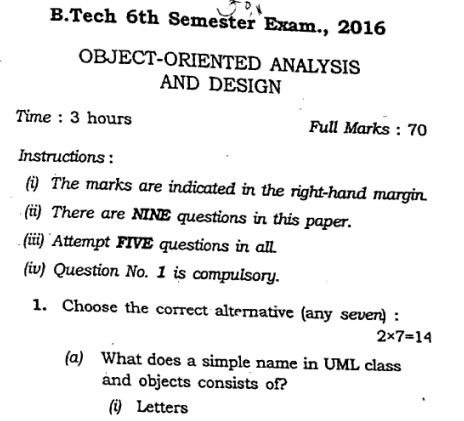 B.Tech 6th Semester Exam., 2016
OBJECT-ORIENTED ANALYSIS
AND DESIGN
Time : 3 hours
Full Marks : 70
Instructions :
(i) The marks are indicated in the right-hand margin.
(ii) There are NINE questions in this paper.
(iii) Attempt FIVE questions in all.
(iv) Question No. 1 is compulsory.
1. Choose the correct alternative (any seven) :
2×7=14
(a) What does a simple name in UML class
and objects consists of?
(i) Letters